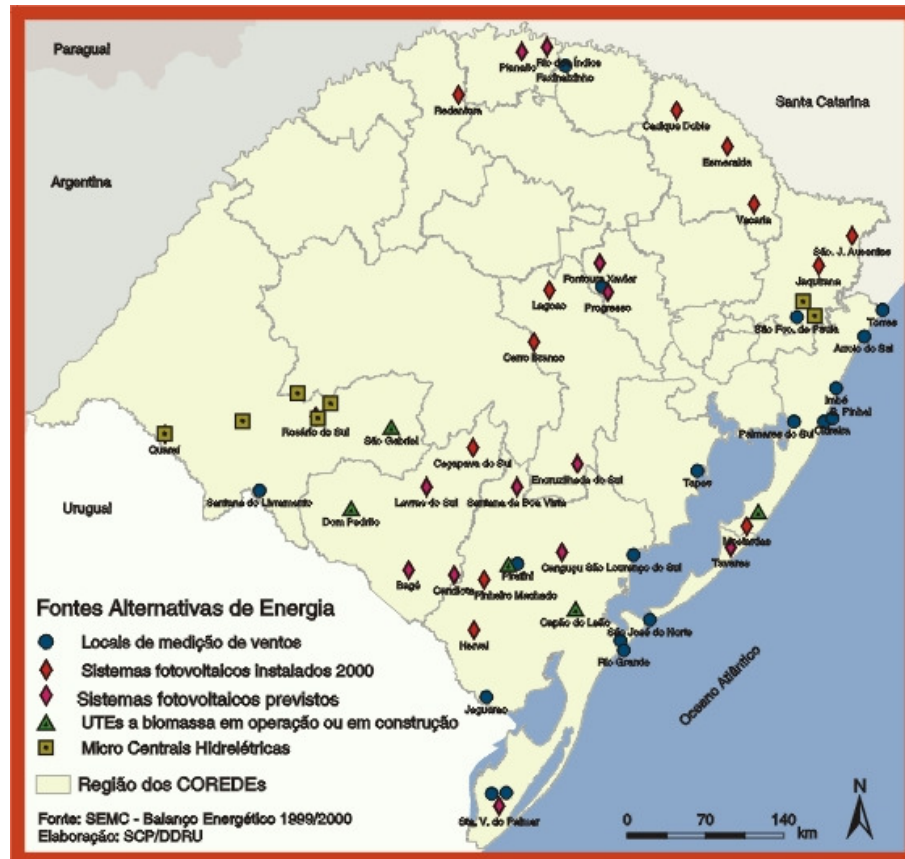 Paraguai
Planalto
Rio dos Índios
Faxinalzinho
Santa Catarina
Redentora
Cacique Doble
Esmeralda
Argentina
Vacaria
São J. Ausentes
Fontoura Xavier
Jaquirana
Lagoao
Progresso
São Fco. de Paula
Torres
Arroio do Sal
Cerro Branco
Imbé
B. Pinhal
Rosário do Sul
São Gabriel
Palmares do Sul
Cidreira
Quaraí
Caçapava do Sul
Encruzilhada do Sul
Tapes
Uruguai
Santana do Livramento
Lavras do Sul
Santana da Boa Vista
Dom Pedrito
Mostardas
Tavares
Canguçu
São Lourenço do Sul
Piratini
Bagé
Candiota
Pinheiro Machado
Capão do Leão
São José do Norte
Herval
Rio Grande
Oceano Atlântico
Jaguarao
Sta. V. do Palmar
Fontes Alternativas de Energia
Locais de medição de ventos
Sistemas fotovoltaicos instalados 2000
Sistemas fotovoltaicos previstos
UTEs a biomassa em operação ou em construção
Micro Centrais Hidrelétricas
Região dos COREDEs
Fonte: SEMC - Balanço Energético 1999/2000
Elaboração: SCP/DDRU
N
0 70 140
km